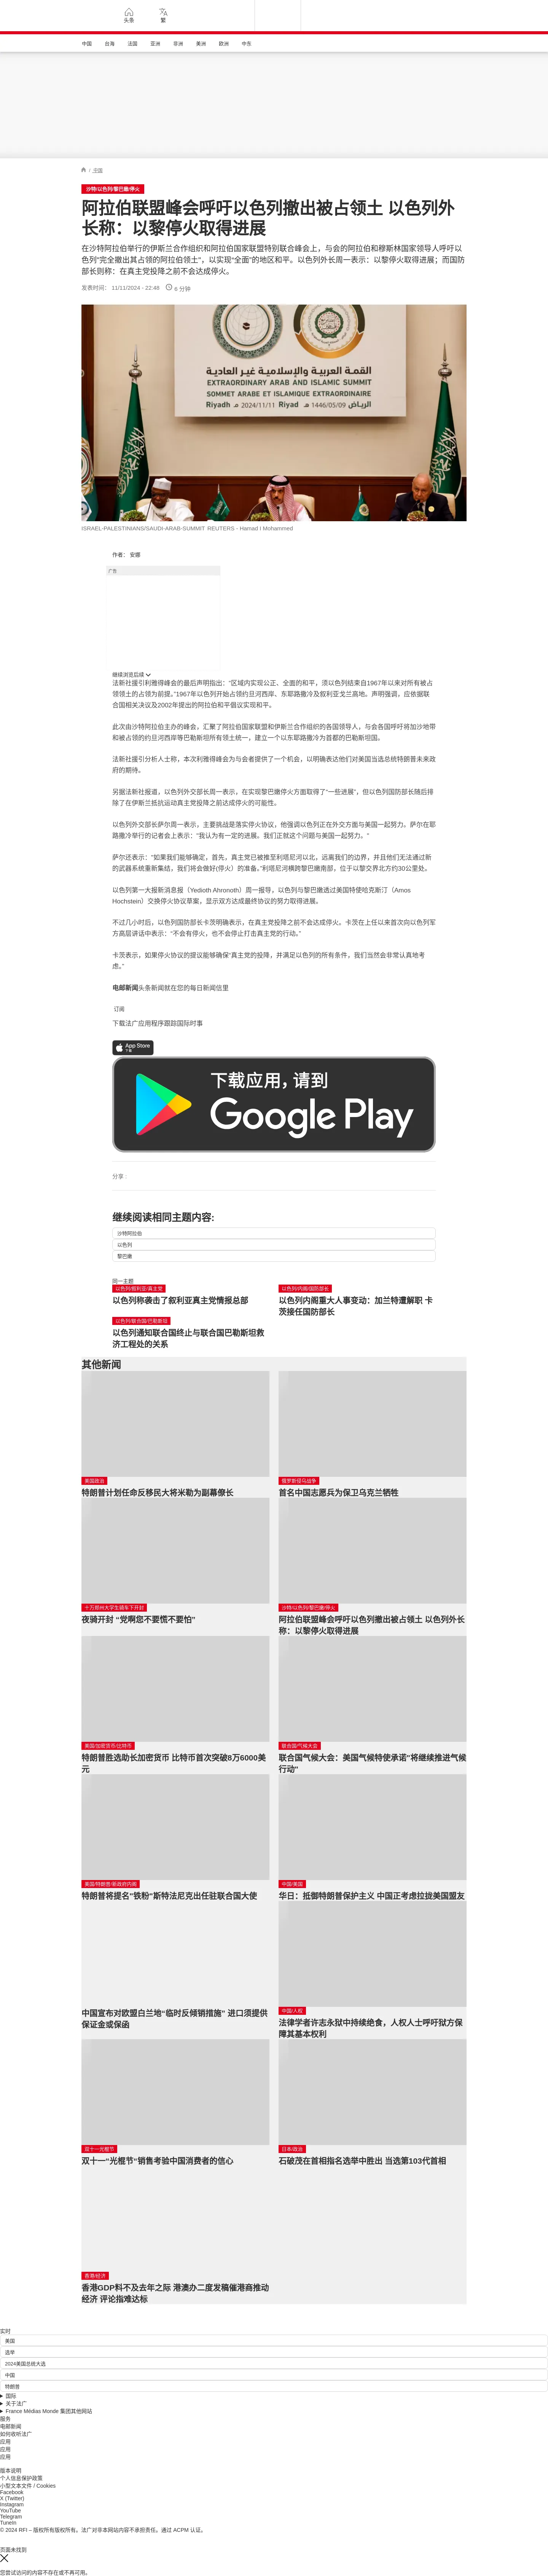 头条
繁
中国
台海
法国
亚洲
非洲
美洲
欧洲
中东
/ 中国
沙特/以色列/黎巴嫩/停火
阿拉伯联盟峰会呼吁以色列撤出被占领土 以色列外
长称：以黎停火取得进展
在沙特阿拉伯举行的伊斯兰合作组织和阿拉伯国家联盟特别联合峰会上，与会的阿拉伯和穆斯林国家领导人呼吁以
色列“完全撤出其占领的阿拉伯领土”，以实现“全面”的地区和平。以色列外长周一表示：以黎停火取得进展；而国防
部长则称：在真主党投降之前不会达成停火。
发表时间： 11/11/2024 - 22:48
6 分钟
القمة العربية والإسلامية غير العادية
EXTRAORDINARY ARAB AND ISLAMIC SUMMIT
SOMMET ARABE ET ISLAMIQUE EXTRAORDINAIRE
Riyadh 2024/11/11 - 1446/05/09 الرياض
ISRAEL-PALESTINIANS/SAUDI-ARAB-SUMMIT REUTERS - Hamad I Mohammed
作者： 安娜
广告
继续浏览后续
法新社援引利雅得峰会的最后声明指出：“区域内实现公正、全面的和平，须以色列结束自1967年以来对所有被占
领领土的占领为前提。”1967年以色列开始占领约旦河西岸、东耶路撒冷及叙利亚戈兰高地。声明强调，应依据联
合国相关决议及2002年提出的阿拉伯和平倡议实现和平。
此次由沙特阿拉伯主办的峰会，汇聚了阿拉伯国家联盟和伊斯兰合作组织的各国领导人，与会各国呼吁将加沙地带
和被占领的约旦河西岸等巴勒斯坦所有领土统一，建立一个以东耶路撒冷为首都的巴勒斯坦国。
法新社援引分析人士称，本次利雅得峰会为与会者提供了一个机会，以明确表达他们对美国当选总统特朗普未来政
府的期待。
另据法新社报道，以色列外交部长周一表示，在实现黎巴嫩停火方面取得了“一些进展”，但以色列国防部长随后排
除了在伊斯兰抵抗运动真主党投降之前达成停火的可能性。
以色列外交部长萨尔周一表示，主要挑战是落实停火协议，他强调以色列正在外交方面与美国一起努力。萨尔在耶
路撒冷举行的记者会上表示：“我认为有一定的进展。我们正就这个问题与美国一起努力。”
萨尔还表示：“如果我们能够确定，首先，真主党已被推至利塔尼河以北，远离我们的边界，并且他们无法通过新
的武器系统重新集结，我们将会做好(停火）的准备。”利塔尼河横跨黎巴嫩南部，位于以黎交界北方约30公里处。
以色列第一大报新消息报（Yedioth Ahronoth）周一报导，以色列与黎巴嫩透过美国特使哈克斯汀（Amos
Hochstein）交换停火协议草案，显示双方达成最终协议的努力取得进展。
不过几小时后，以色列国防部长卡茨明确表示，在真主党投降之前不会达成停火。卡茨在上任以来首次向以色列军
方高层讲话中表示：“不会有停火，也不会停止打击真主党的行动。”
卡茨表示，如果停火协议的提议能够确保“真主党的投降，并满足以色列的所有条件，我们当然会非常认真地考
虑。”
电邮新闻头条新闻就在您的每日新闻信里
订阅
下载法广应用程序跟踪国际时事
App Store
下载
下载应用，请到
Google Play
分享 :
继续阅读相同主题内容:
沙特阿拉伯
以色列
黎巴嫩
同一主题
以色列/叙利亚/真主党
以色列称袭击了叙利亚真主党情报总部
以色列/内阁/国防部长
以色列内阁重大人事变动：加兰特遭解职 卡
茨接任国防部长
以色列/联合国/巴勒斯坦
以色列通知联合国终止与联合国巴勒斯坦救
济工程处的关系
其他新闻
美国政治
特朗普计划任命反移民大将米勒为副幕僚长
俄罗斯侵乌战争
首名中国志愿兵为保卫乌克兰牺牲
十万郑州大学生骑车下开封
夜骑开封 “党啊您不要慌不要怕”
沙特/以色列/黎巴嫩/停火
阿拉伯联盟峰会呼吁以色列撤出被占领土 以色列外长
称：以黎停火取得进展
美国/加密货币/比特币
特朗普胜选助长加密货币 比特币首次突破8万6000美
元
联合国/气候大会
联合国气候大会：美国气候特使承诺“将继续推进气候
行动”
美国/特朗普/新政府内阁
特朗普将提名“铁粉”斯特法尼克出任驻联合国大使
中国/美国
华日：抵御特朗普保护主义 中国正考虑拉拢美国盟友
中国宣布对欧盟白兰地“临时反倾销措施” 进口须提供
保证金或保函
中国/人权
法律学者许志永狱中持续绝食，人权人士呼吁狱方保
障其基本权利
双十一光棍节
双十一“光棍节”销售考验中国消费者的信心
日本/政治
石破茂在首相指名选举中胜出 当选第103代首相
香港/经济
香港GDP料不及去年之际 港澳办二度发稿催港商推动
经济 评论指难达标
实时
美国
选举
2024美国总统大选
中国
特朗普
国际
关于法广
France Médias Monde 集团其他网站
服务
电邮新闻
如何收听法广
应用
应用
应用
版本说明
个人信息保护政策
小型文本文件 / Cookies
Facebook
X (Twitter)
Instagram
YouTube
Telegram
TuneIn
© 2024 RFI – 版权所有版权所有。法广对非本网站内容不承担责任。通过 ACPM 认证。
页面未找到
您尝试访问的内容不存在或不再可用。